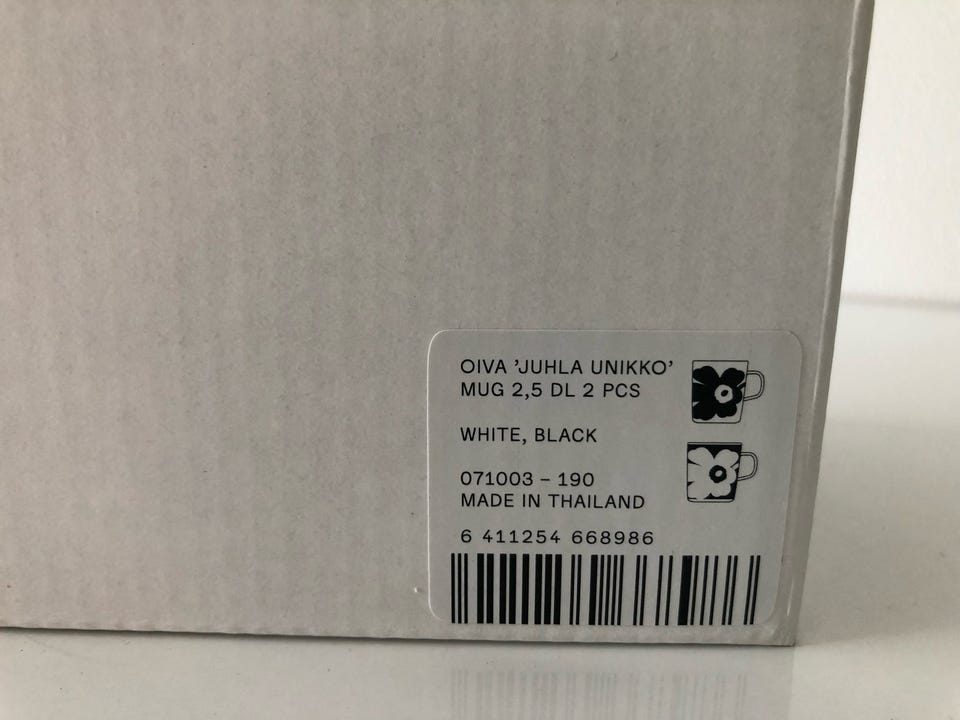 OIVA ’JUHLA UNIKKO’
MUG 2,5 DL 2 PCS
WHITE, BLACK
071003 – 190
MADE IN THAILAND
6 411254 668986